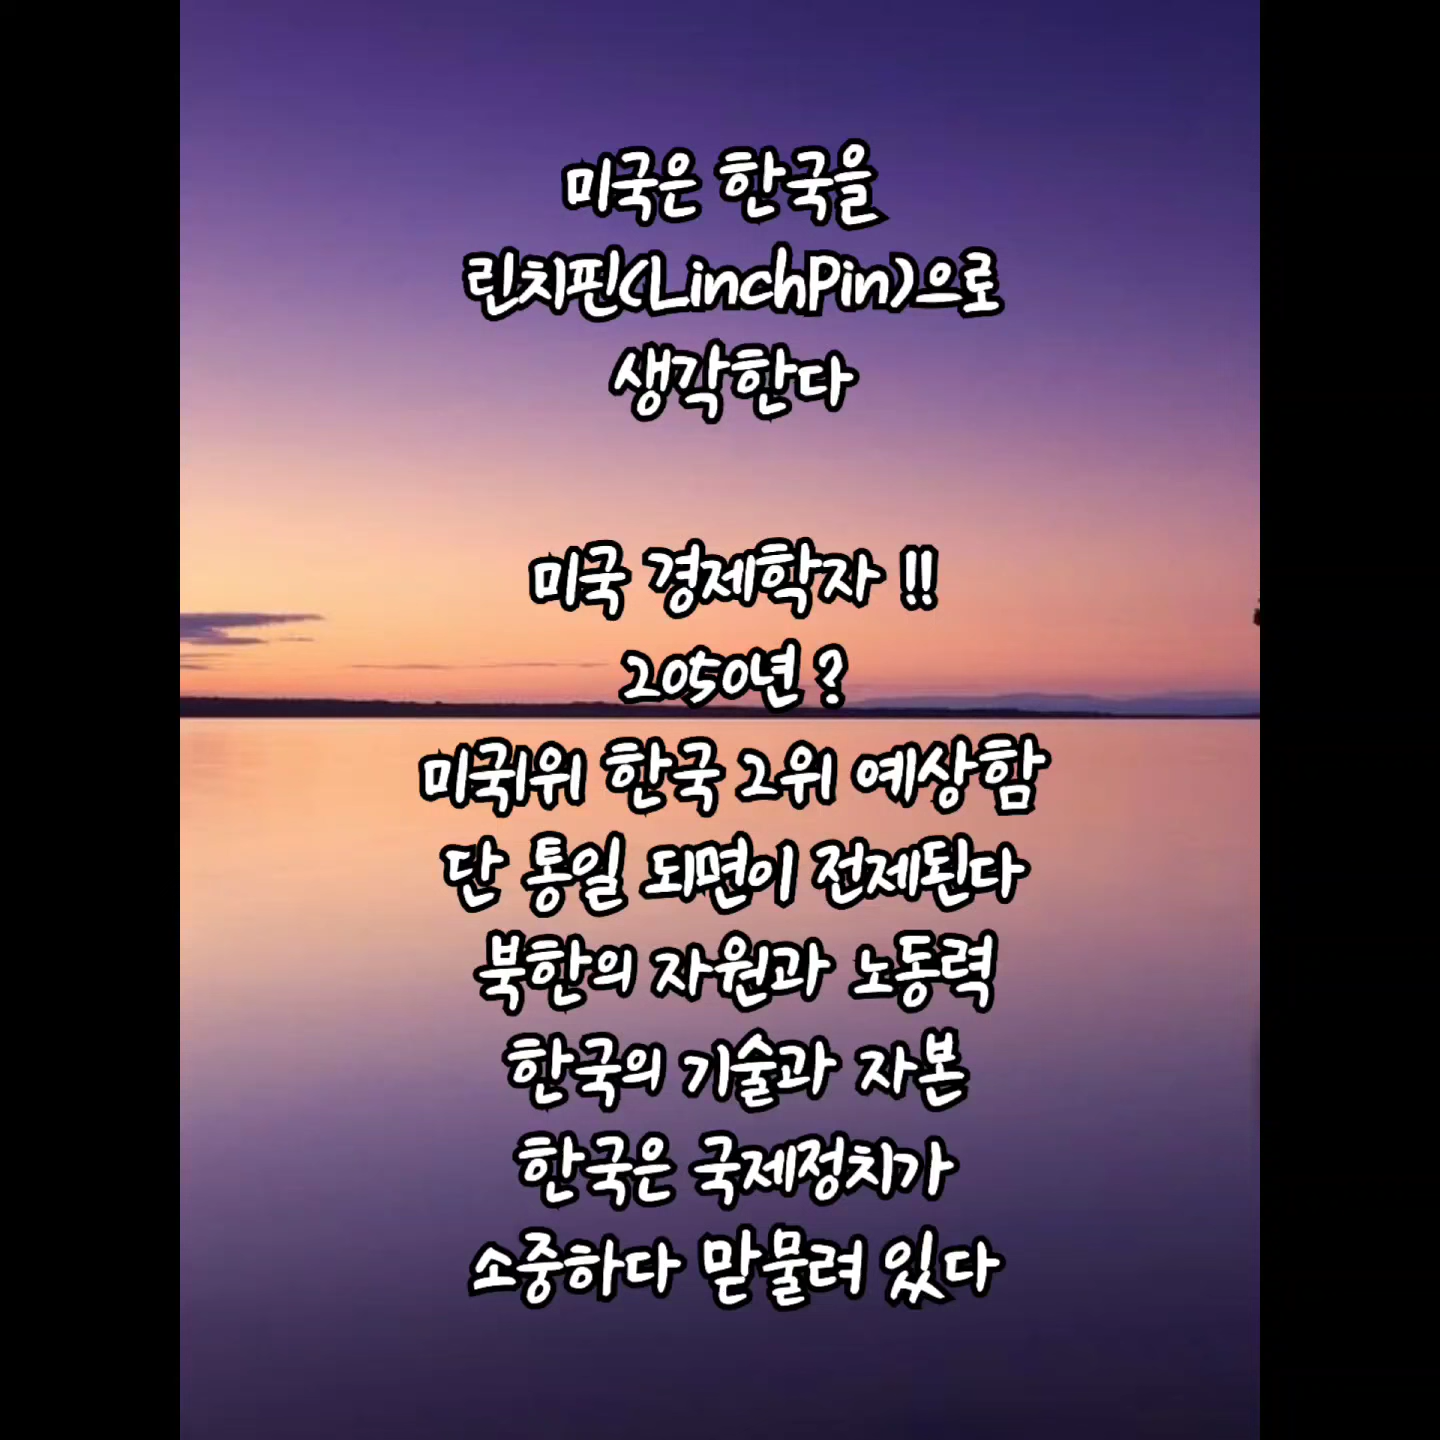 미국은 한국을
린치핀(LinchPin)으로
생각한다
미국 경제학자 !!
2050년 ?
미국1위 한국 2위 예상함
단 통일 되면이 전제된다
북한의 자원과 노동력
한국의 기술과 자본
한국은 국제정치가
소중하다 맏물려 있다